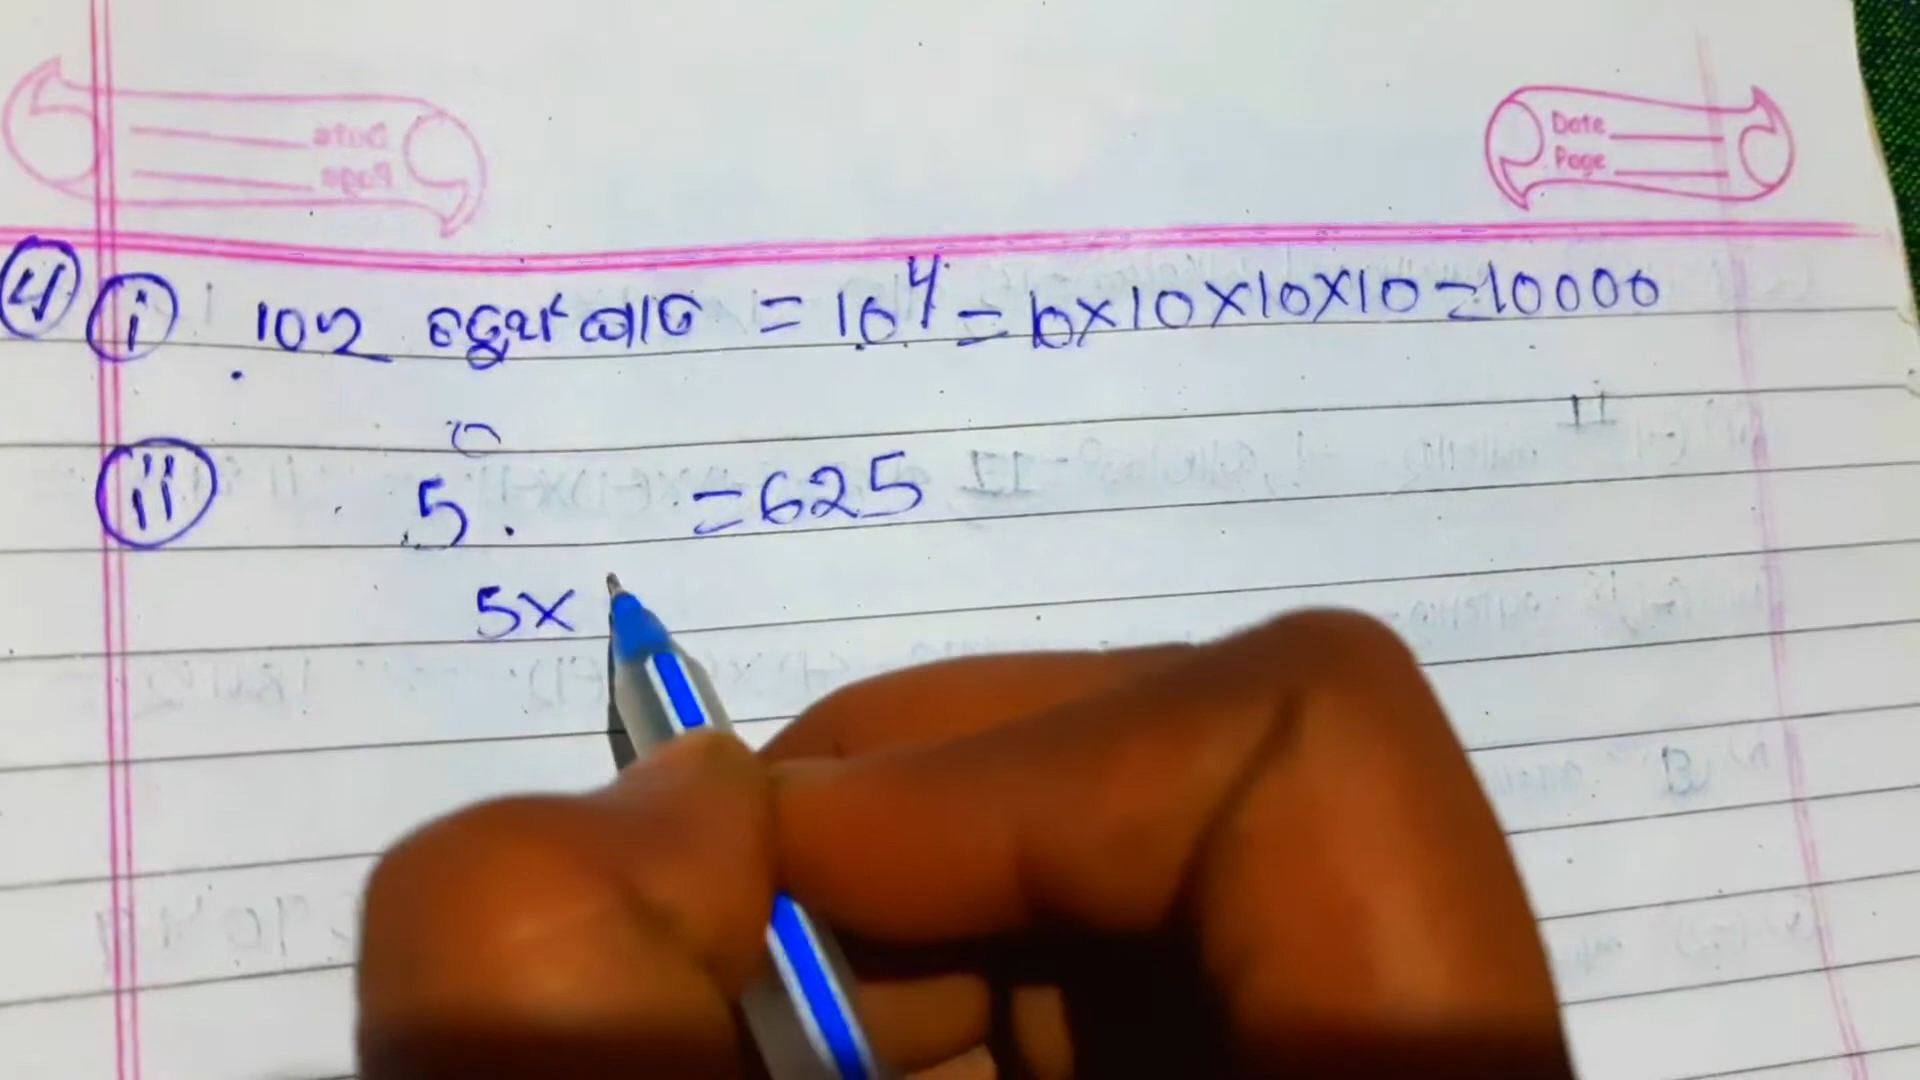 Date
Page
4 i 10ର ଚତୁର୍ଥ ଘାତ = 10⁴ = 10×10×10×10 = 10000
ii 5 . = 625
5×